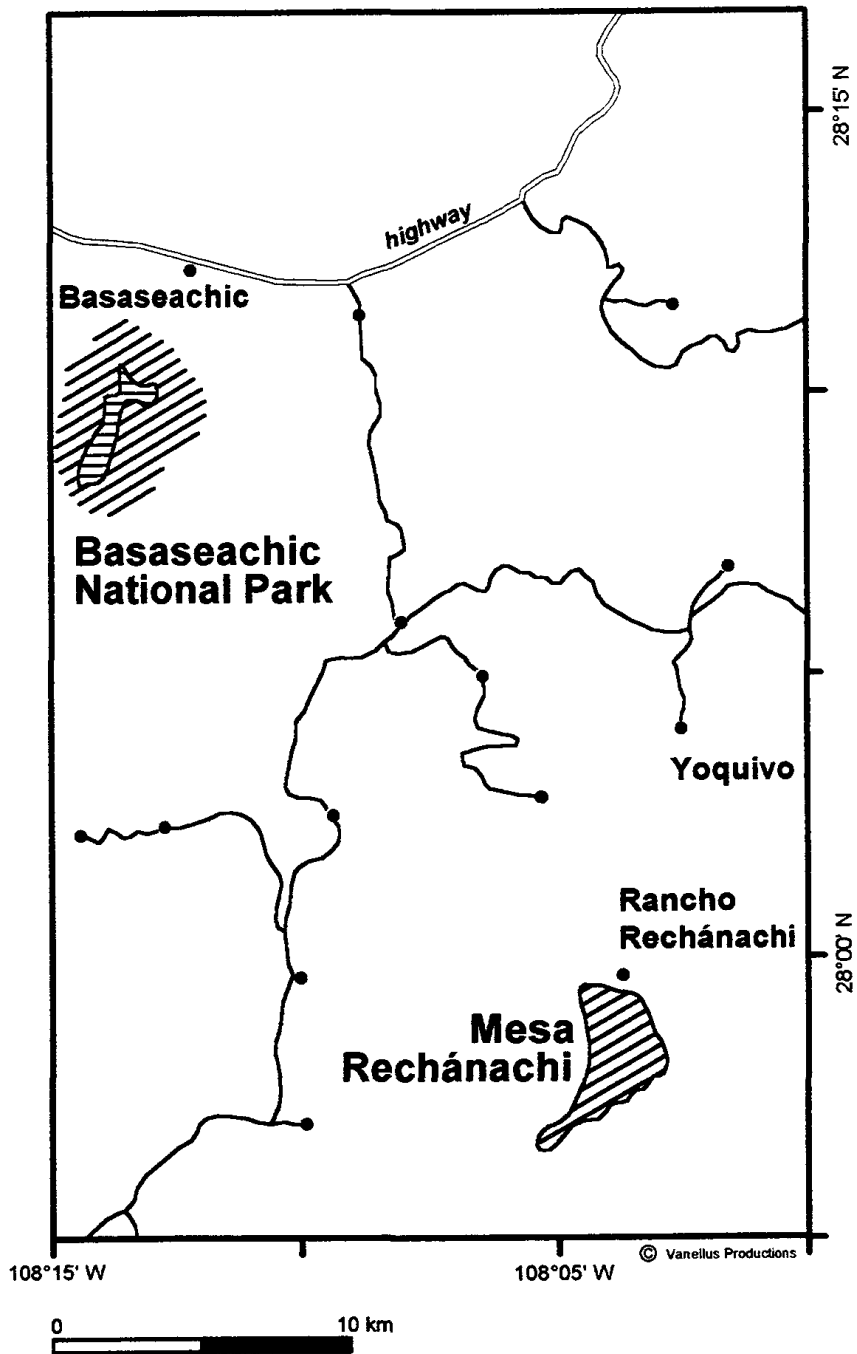 28°15' N
highway
Basaseachic
Basaseachic
National Park
Yoquivo
Rancho
Rechánachi
28°00' N
Mesa
Rechánachi
© Vanellus Productions
108°15' W
108°05' W
0
10 km